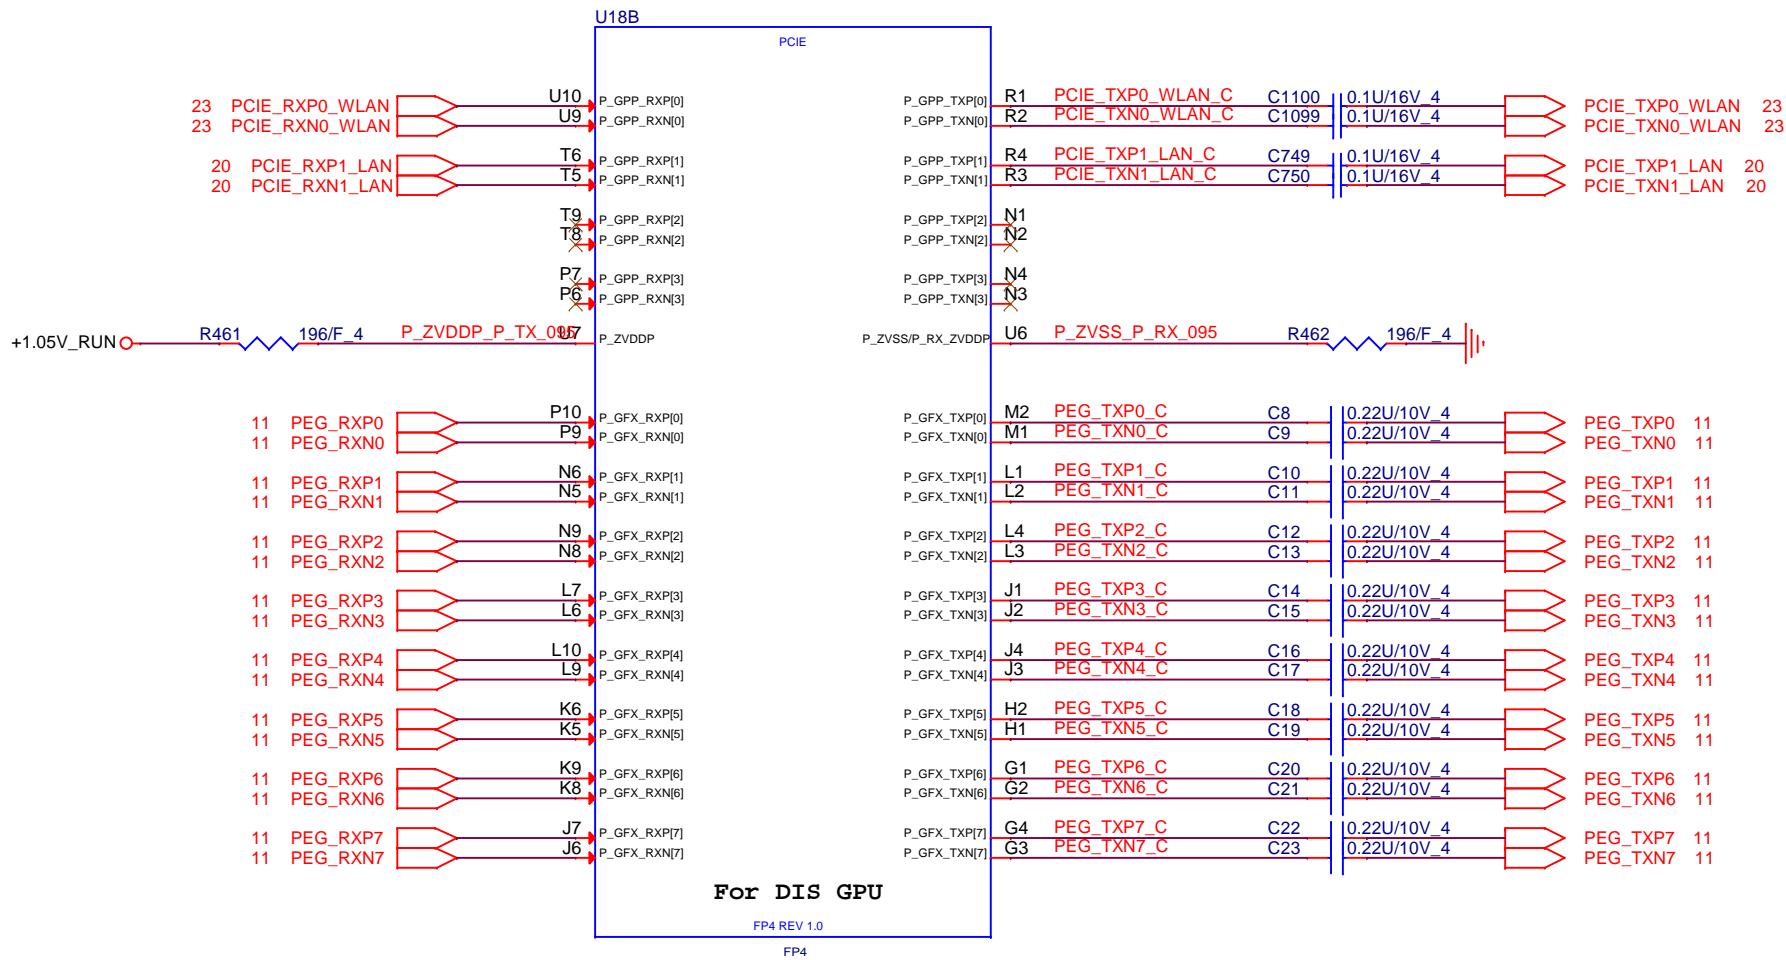 U18B
PCIE
23 PCIE_RXP0_WLAN U10 P_GPP_RXP[0] P_GPP_TXP[0] R1 PCIE_TXP0_WLAN_C C1100 0.1U/16V_4 PCIE_TXP0_WLAN 23
23 PCIE_RXN0_WLAN U9 P_GPP_RXN[0] P_GPP_TXN[0] R2 PCIE_TXN0_WLAN_C C1099 0.1U/16V_4 PCIE_TXN0_WLAN 23
20 PCIE_RXP1_LAN T6 P_GPP_RXP[1] P_GPP_TXP[1] R4 PCIE_TXP1_LAN_C C749 0.1U/16V_4 PCIE_TXP1_LAN 20
20 PCIE_RXN1_LAN T5 P_GPP_RXN[1] P_GPP_TXN[1] R3 PCIE_TXN1_LAN_C C750 0.1U/16V_4 PCIE_TXN1_LAN 20
T9 P_GPP_RXP[2] P_GPP_TXP[2] N1
T8 P_GPP_RXN[2] P_GPP_TXN[2] N2
P7 P_GPP_RXP[3] P_GPP_TXP[3] N4
P6 P_GPP_RXN[3] P_GPP_TXN[3] N3
+1.05V_RUN R461 196/F_4 P_ZVDDP_P_TX_095 U7 P_ZVDDP P_ZVSS/P_RX_ZVDDP U6 P_ZVSS_P_RX_095 R462 196/F_4
11 PEG_RXP0 P10 P_GFX_RXP[0] P_GFX_TXP[0] M2 PEG_TXP0_C C8 0.22U/10V_4 PEG_TXP0 11
11 PEG_RXN0 P9 P_GFX_RXN[0] P_GFX_TXN[0] M1 PEG_TXN0_C C9 0.22U/10V_4 PEG_TXN0 11
11 PEG_RXP1 N6 P_GFX_RXP[1] P_GFX_TXP[1] L1 PEG_TXP1_C C10 0.22U/10V_4 PEG_TXP1 11
11 PEG_RXN1 N5 P_GFX_RXN[1] P_GFX_TXN[1] L2 PEG_TXN1_C C11 0.22U/10V_4 PEG_TXN1 11
11 PEG_RXP2 N9 P_GFX_RXP[2] P_GFX_TXP[2] L4 PEG_TXP2_C C12 0.22U/10V_4 PEG_TXP2 11
11 PEG_RXN2 N8 P_GFX_RXN[2] P_GFX_TXN[2] L3 PEG_TXN2_C C13 0.22U/10V_4 PEG_TXN2 11
11 PEG_RXP3 L7 P_GFX_RXP[3] P_GFX_TXP[3] J1 PEG_TXP3_C C14 0.22U/10V_4 PEG_TXP3 11
11 PEG_RXN3 L6 P_GFX_RXN[3] P_GFX_TXN[3] J2 PEG_TXN3_C C15 0.22U/10V_4 PEG_TXN3 11
11 PEG_RXP4 L10 P_GFX_RXP[4] P_GFX_TXP[4] J4 PEG_TXP4_C C16 0.22U/10V_4 PEG_TXP4 11
11 PEG_RXN4 L9 P_GFX_RXN[4] P_GFX_TXN[4] J3 PEG_TXN4_C C17 0.22U/10V_4 PEG_TXN4 11
11 PEG_RXP5 K6 P_GFX_RXP[5] P_GFX_TXP[5] H2 PEG_TXP5_C C18 0.22U/10V_4 PEG_TXP5 11
11 PEG_RXN5 K5 P_GFX_RXN[5] P_GFX_TXN[5] H1 PEG_TXN5_C C19 0.22U/10V_4 PEG_TXN5 11
11 PEG_RXP6 K9 P_GFX_RXP[6] P_GFX_TXP[6] G1 PEG_TXP6_C C20 0.22U/10V_4 PEG_TXP6 11
11 PEG_RXN6 K8 P_GFX_RXN[6] P_GFX_TXN[6] G2 PEG_TXN6_C C21 0.22U/10V_4 PEG_TXN6 11
11 PEG_RXP7 J7 P_GFX_RXP[7] P_GFX_TXP[7] G4 PEG_TXP7_C C22 0.22U/10V_4 PEG_TXP7 11
11 PEG_RXN7 J6 P_GFX_RXN[7] P_GFX_TXN[7] G3 PEG_TXN7_C C23 0.22U/10V_4 PEG_TXN7 11
For DIS GPU
FP4 REV 1.0
FP4